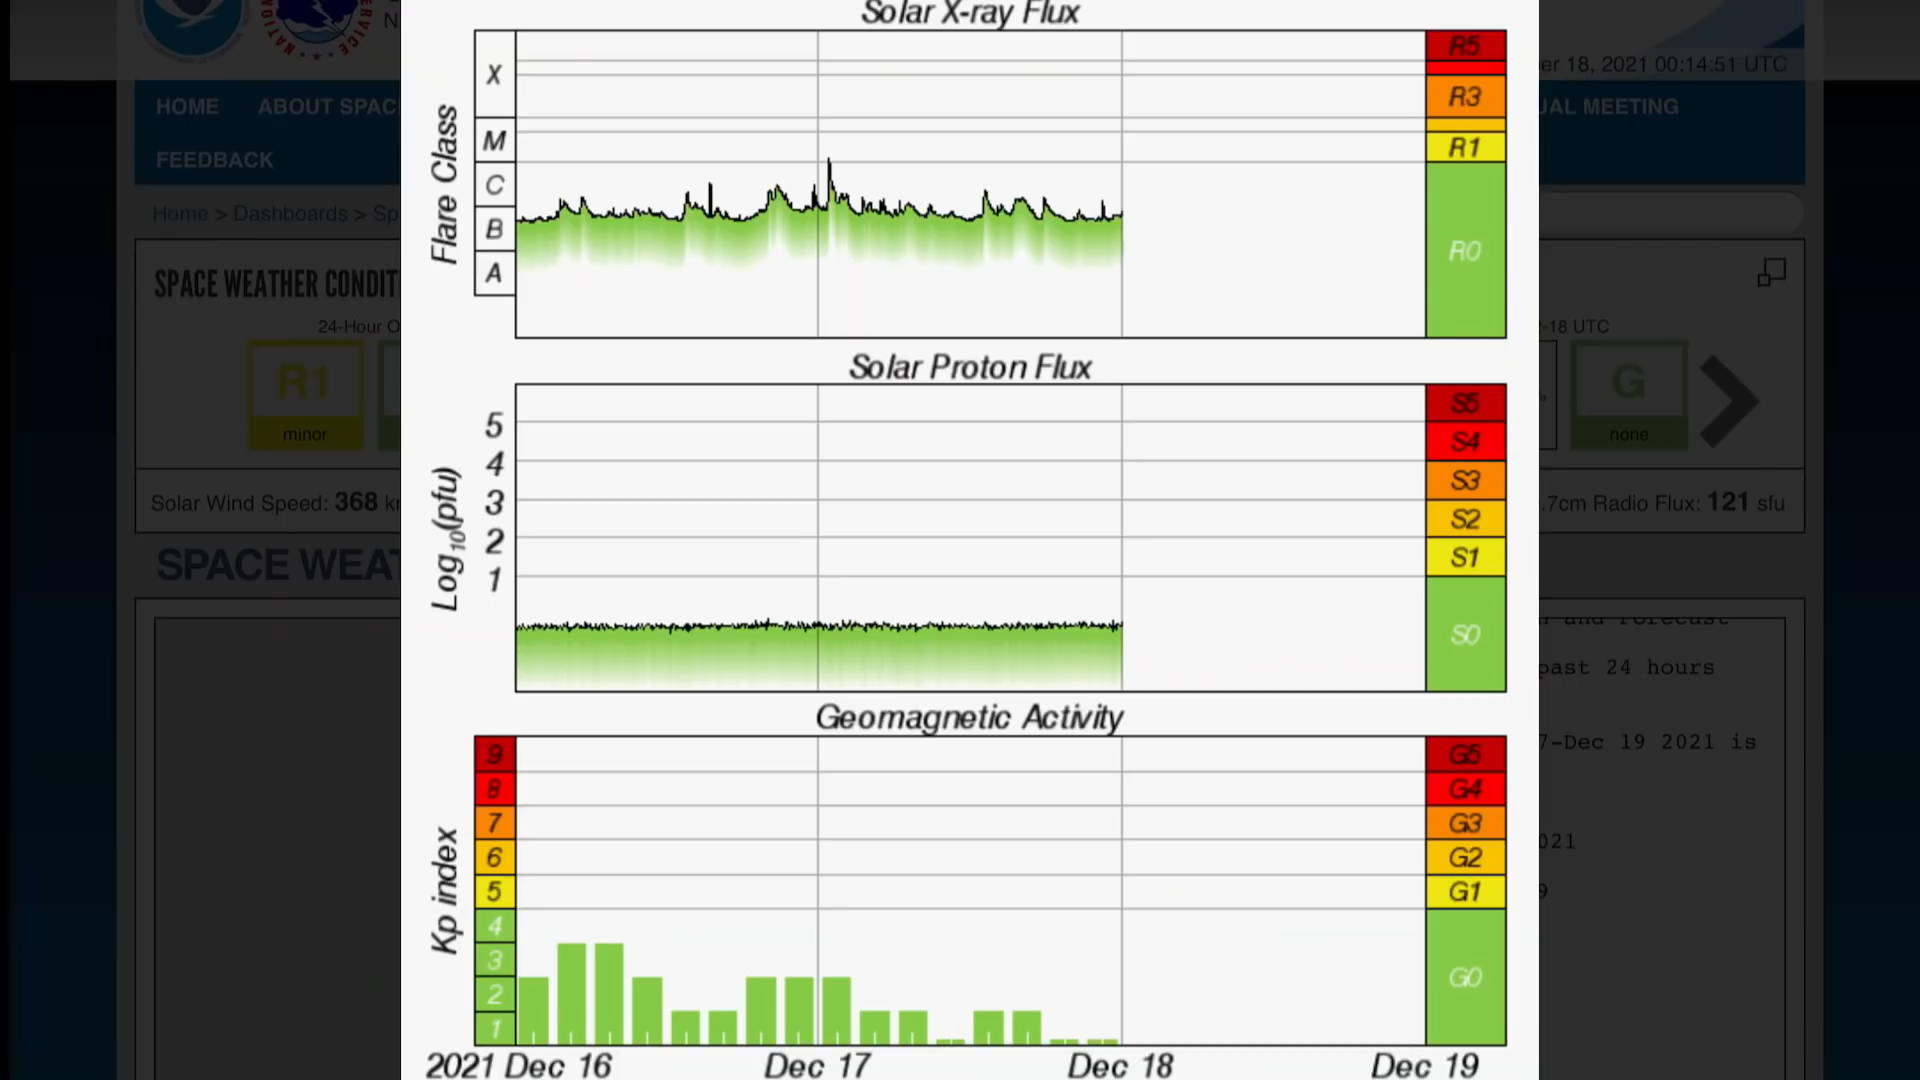 Solar X-ray Flux
R5
X
R3
M
R1
C
Flare Class
B
R0
A
er 18, 2021 00:14:51 UTC
HOME ABOUT SPAC
UAL MEETING
FEEDBACK
Home > Dashboards > Sp
SPACE WEATHER CONDIT
24-Hour O
-18 UTC
R1
minor
G
none
Solar Wind Speed: 368 k
.7cm Radio Flux: 121 sfu
SPACE WEAT
Solar Proton Flux
S5
5
S4
4
S3
3
S2
2
S1
1
Log10(pfu)
S0
past 24 hours
7-Dec 19 2021 is
021
9
Geomagnetic Activity
9 G5
8 G4
7 G3
6 G2
5 G1
4
3
G0
2
1
Kp index
2021 Dec 16 Dec 17 Dec 18 Dec 19